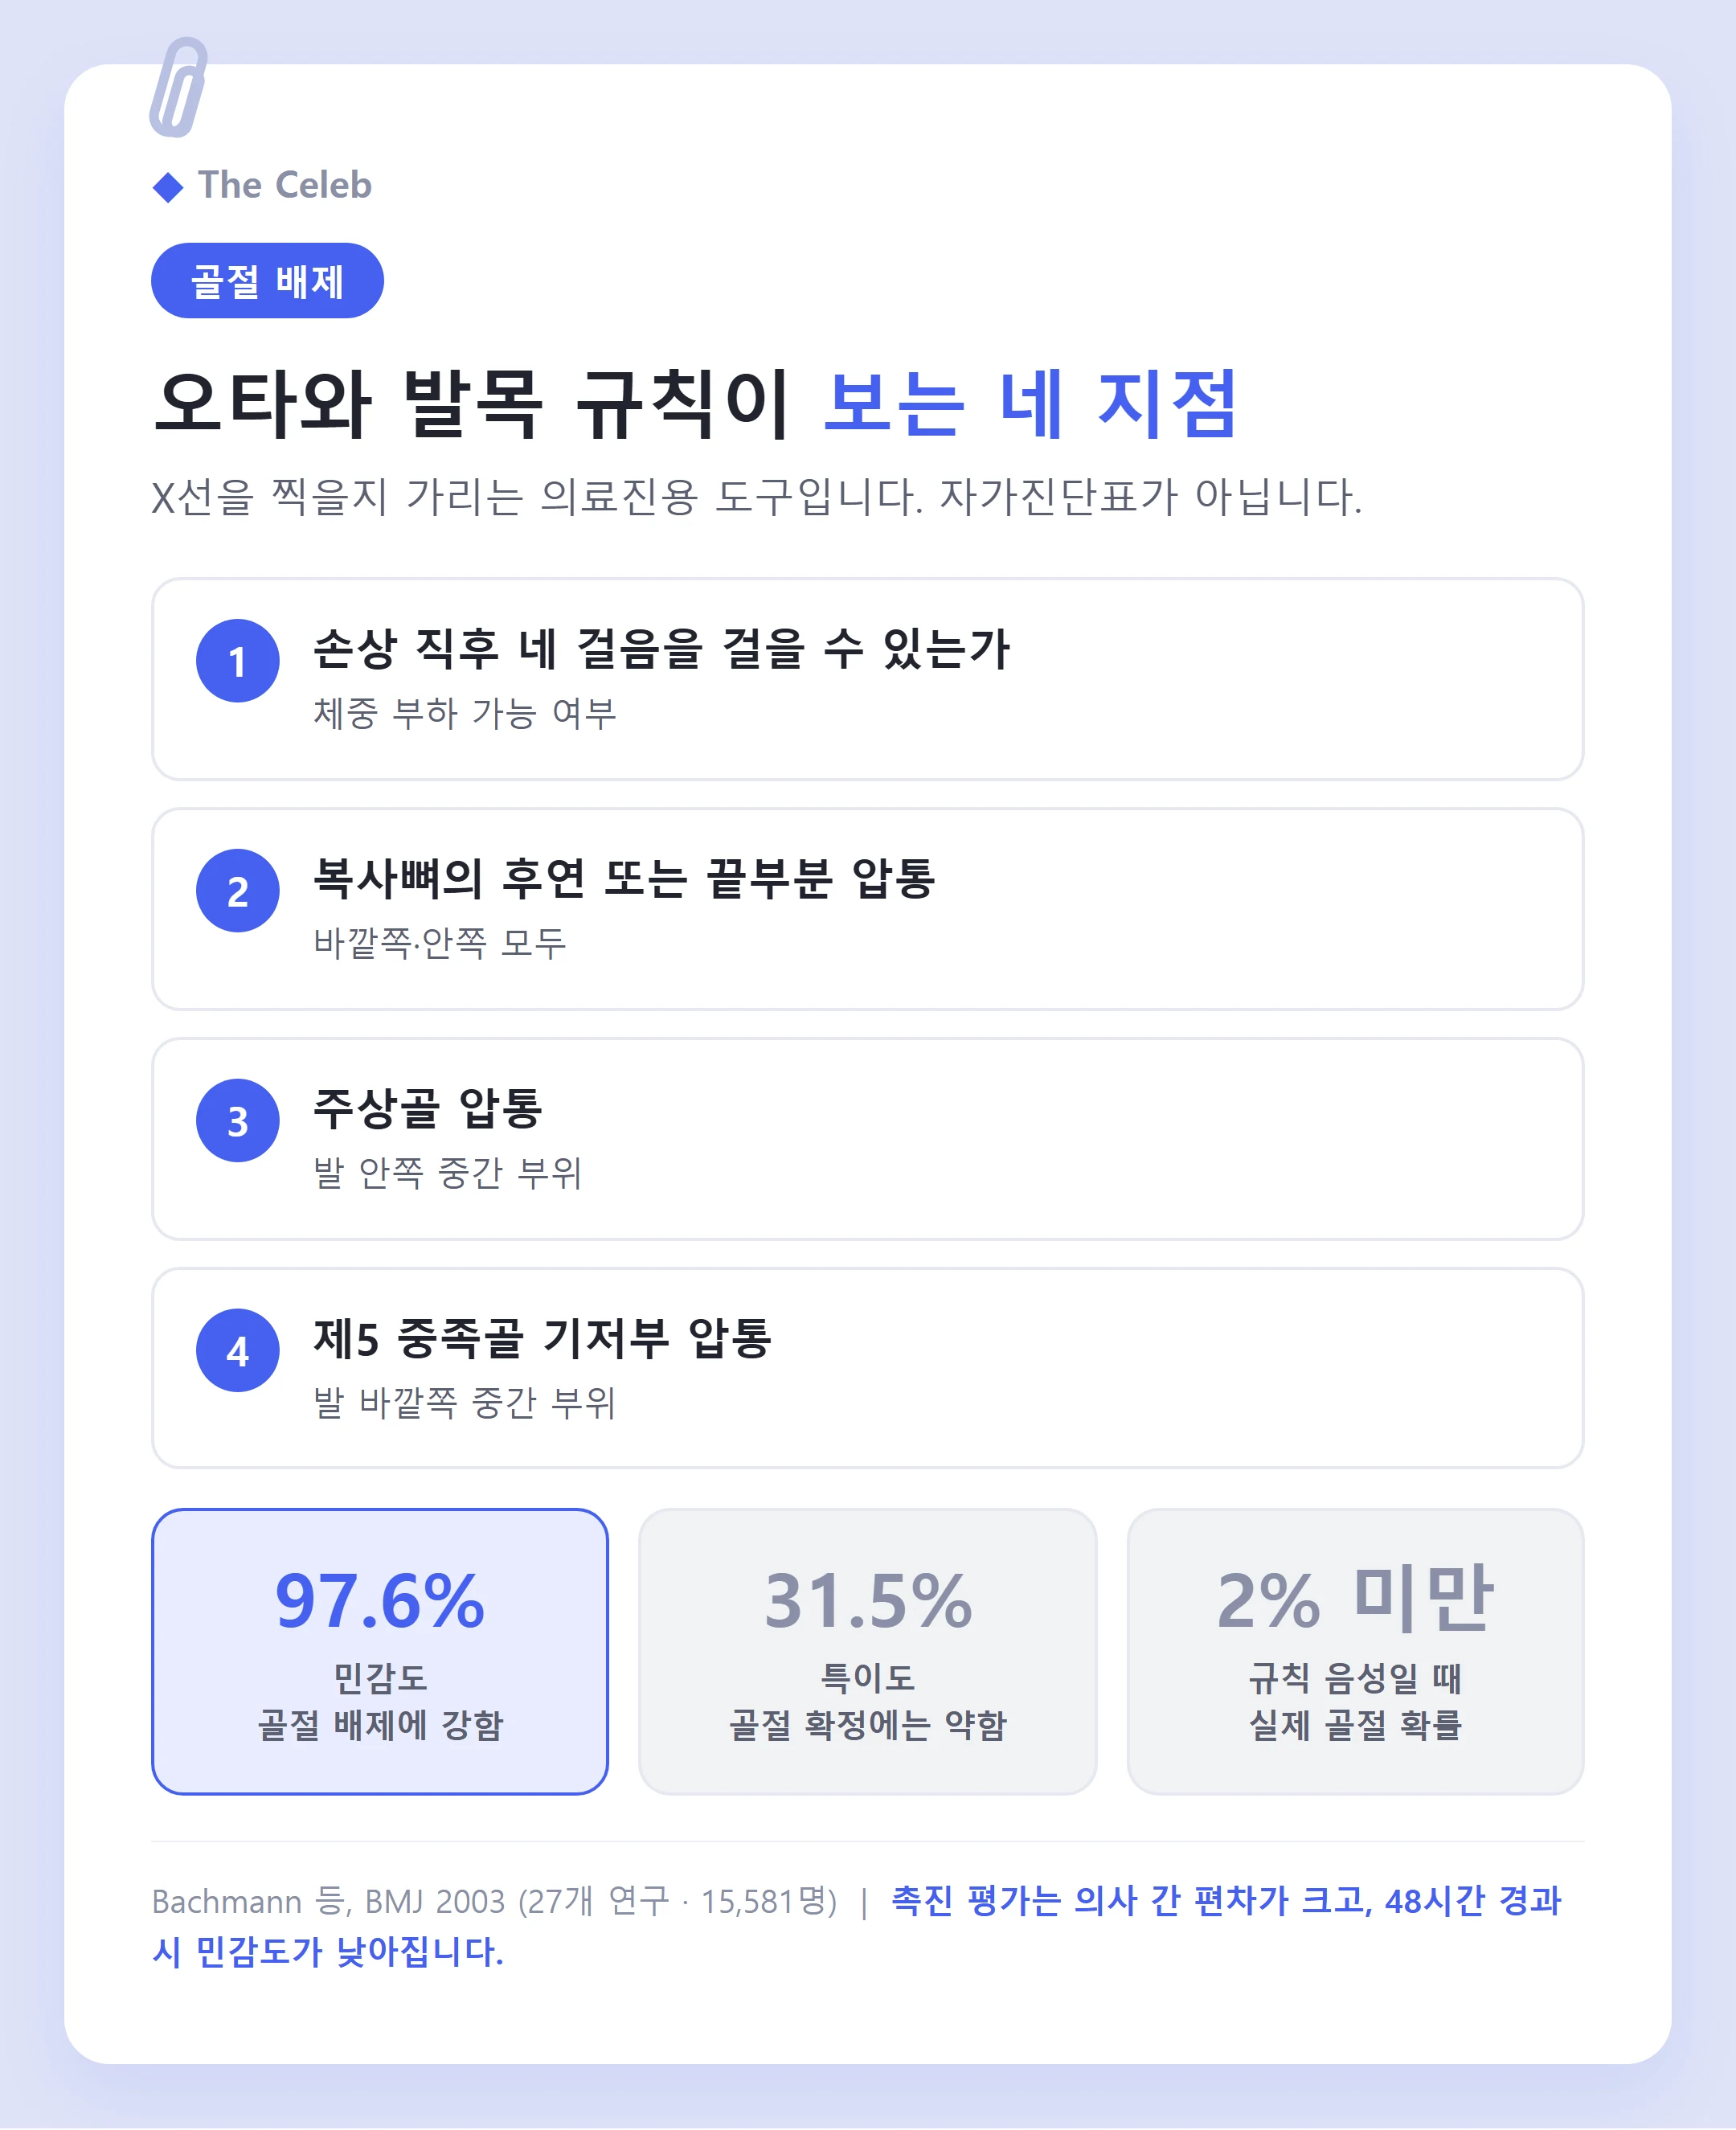 The Celeb
골절 배제
오타와 발목 규칙이 보는 네 지점
X선을 찍을지 가리는 의료진용 도구입니다. 자가진단표가 아닙니다.
1
손상 직후 네 걸음을 걸을 수 있는가
체중 부하 가능 여부
2
복사뼈의 후연 또는 끝부분 압통
바깥쪽·안쪽 모두
3
주상골 압통
발 안쪽 중간 부위
4
제5 중족골 기저부 압통
발 바깥쪽 중간 부위
97.6%
민감도
골절 배제에 강함
31.5%
특이도
골절 확정에는 약함
2% 미만
규칙 음성일 때
실제 골절 확률
Bachmann 등, BMJ 2003 (27개 연구 · 15,581명) | 촉진 평가는 의사 간 편차가 크고, 48시간 경과
시 민감도가 낮아집니다.